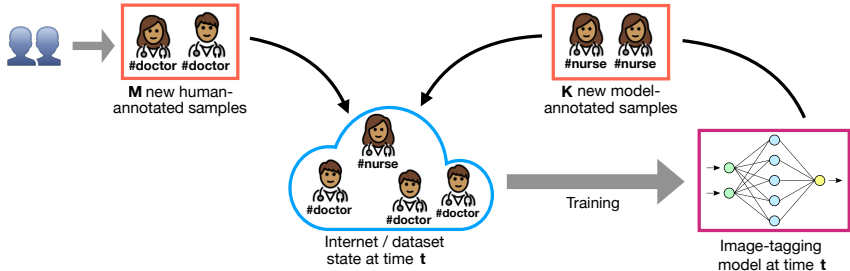 #doctor #doctor
M new human-
annotated samples
#nurse #nurse
K new model-
annotated samples
#nurse
#doctor
#doctor
#doctor
Internet / dataset
state at time t
Training
Image-tagging
model at time t